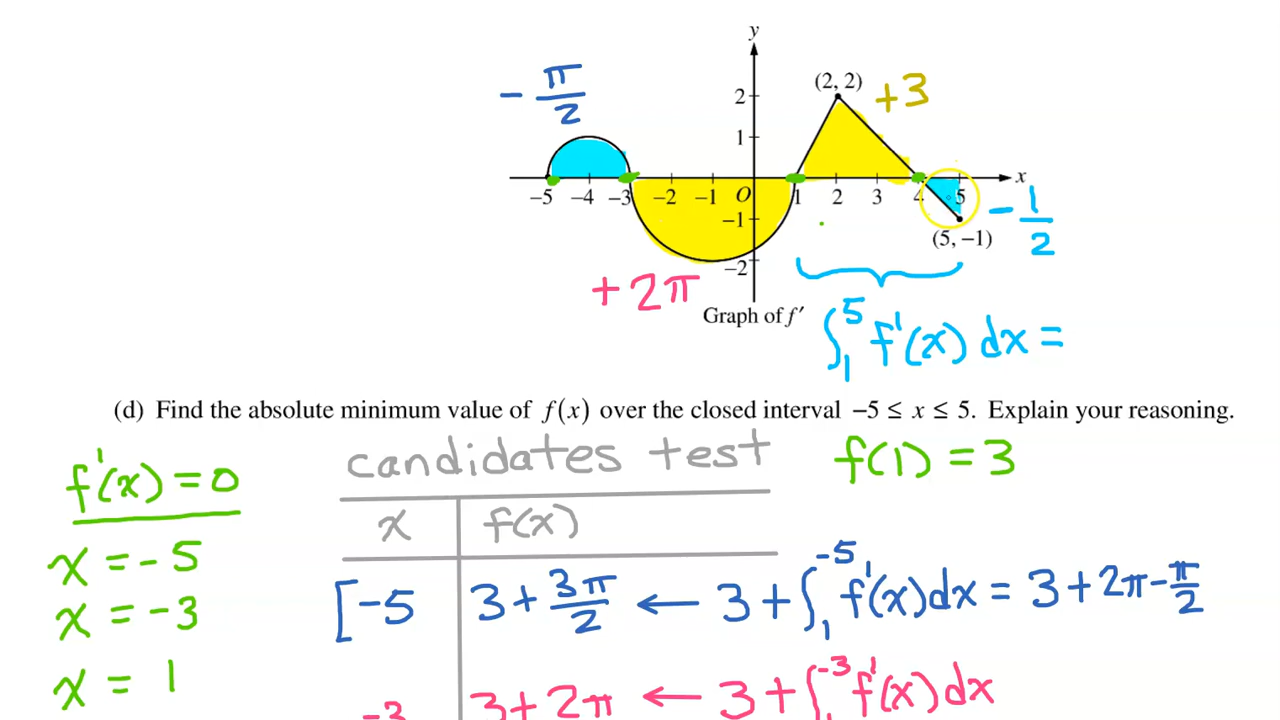 y
- π/2
(2, 2)
+3
2
1
x
-5 -4 -3 -2 -1 O 1 2 3 4 5
-1
- 1/2
(5, -1)
-2
+ 2π
Graph of f′
∫₁⁵ f′(x) dx =
(d) Find the absolute minimum value of f(x) over the closed interval −5 ≤ x ≤ 5. Explain your reasoning.
candidates test
f(1) = 3
f′(x) = 0
x f(x)
x = -5
[-5 3 + 3π/2 ← 3 + ∫₁⁻⁵ f′(x)dx = 3 + 2π - π/2
x = -3
x = 1
-3 3 + 2π ← 3 + ∫₁⁻³ f′(x)dx